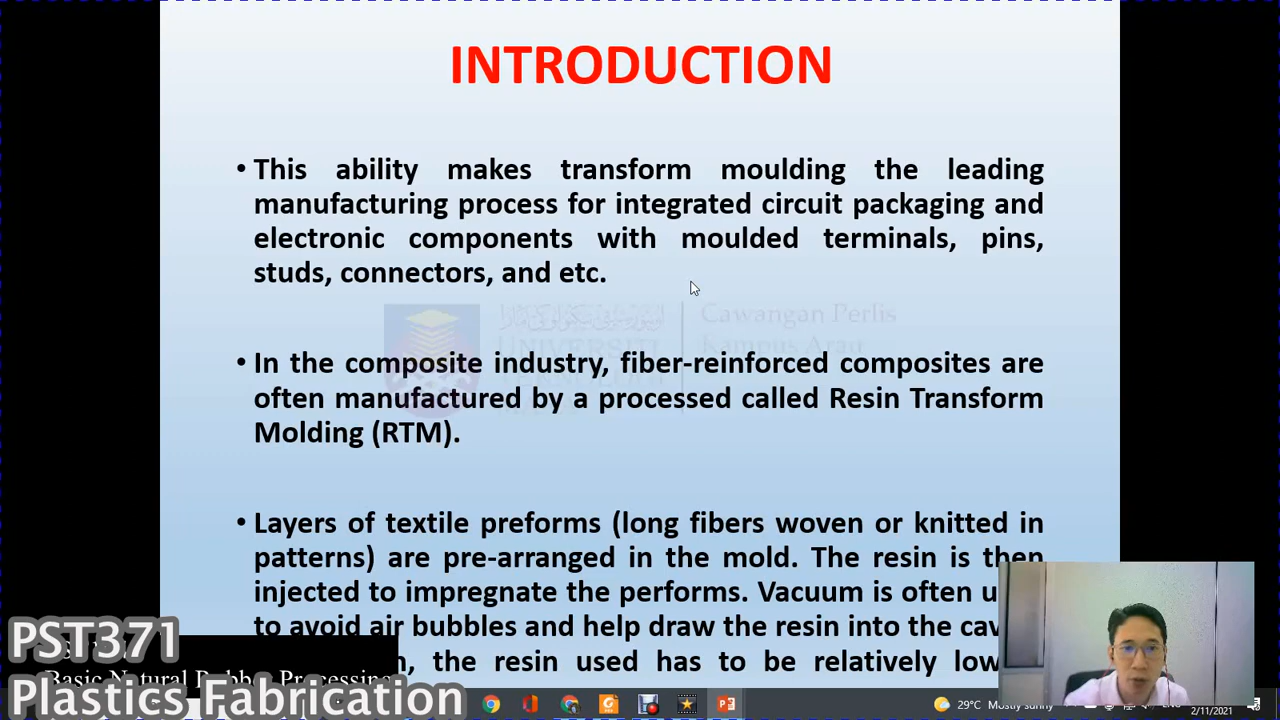 INTRODUCTION
• This ability makes transform moulding the leading
manufacturing process for integrated circuit packaging and
electronic components with moulded terminals, pins,
studs, connectors, and etc.
Cawangan Perlis
Kampus Arau
UNIVERSITI
TEKNOLOGI
• In the composite industry, fiber-reinforced composites are
often manufactured by a processed called Resin Transform
Molding (RTM).
• Layers of textile preforms (long fibers woven or knitted in
patterns) are pre-arranged in the mold. The resin is then
injected to impregnate the performs. Vacuum is often
to avoid air bubbles and help draw the resin into the
the resin used has to be relatively low
PST371
Basic Natural Rubber Processing
Plastics Fabrication
29°C Mostly sunny
2/11/2021